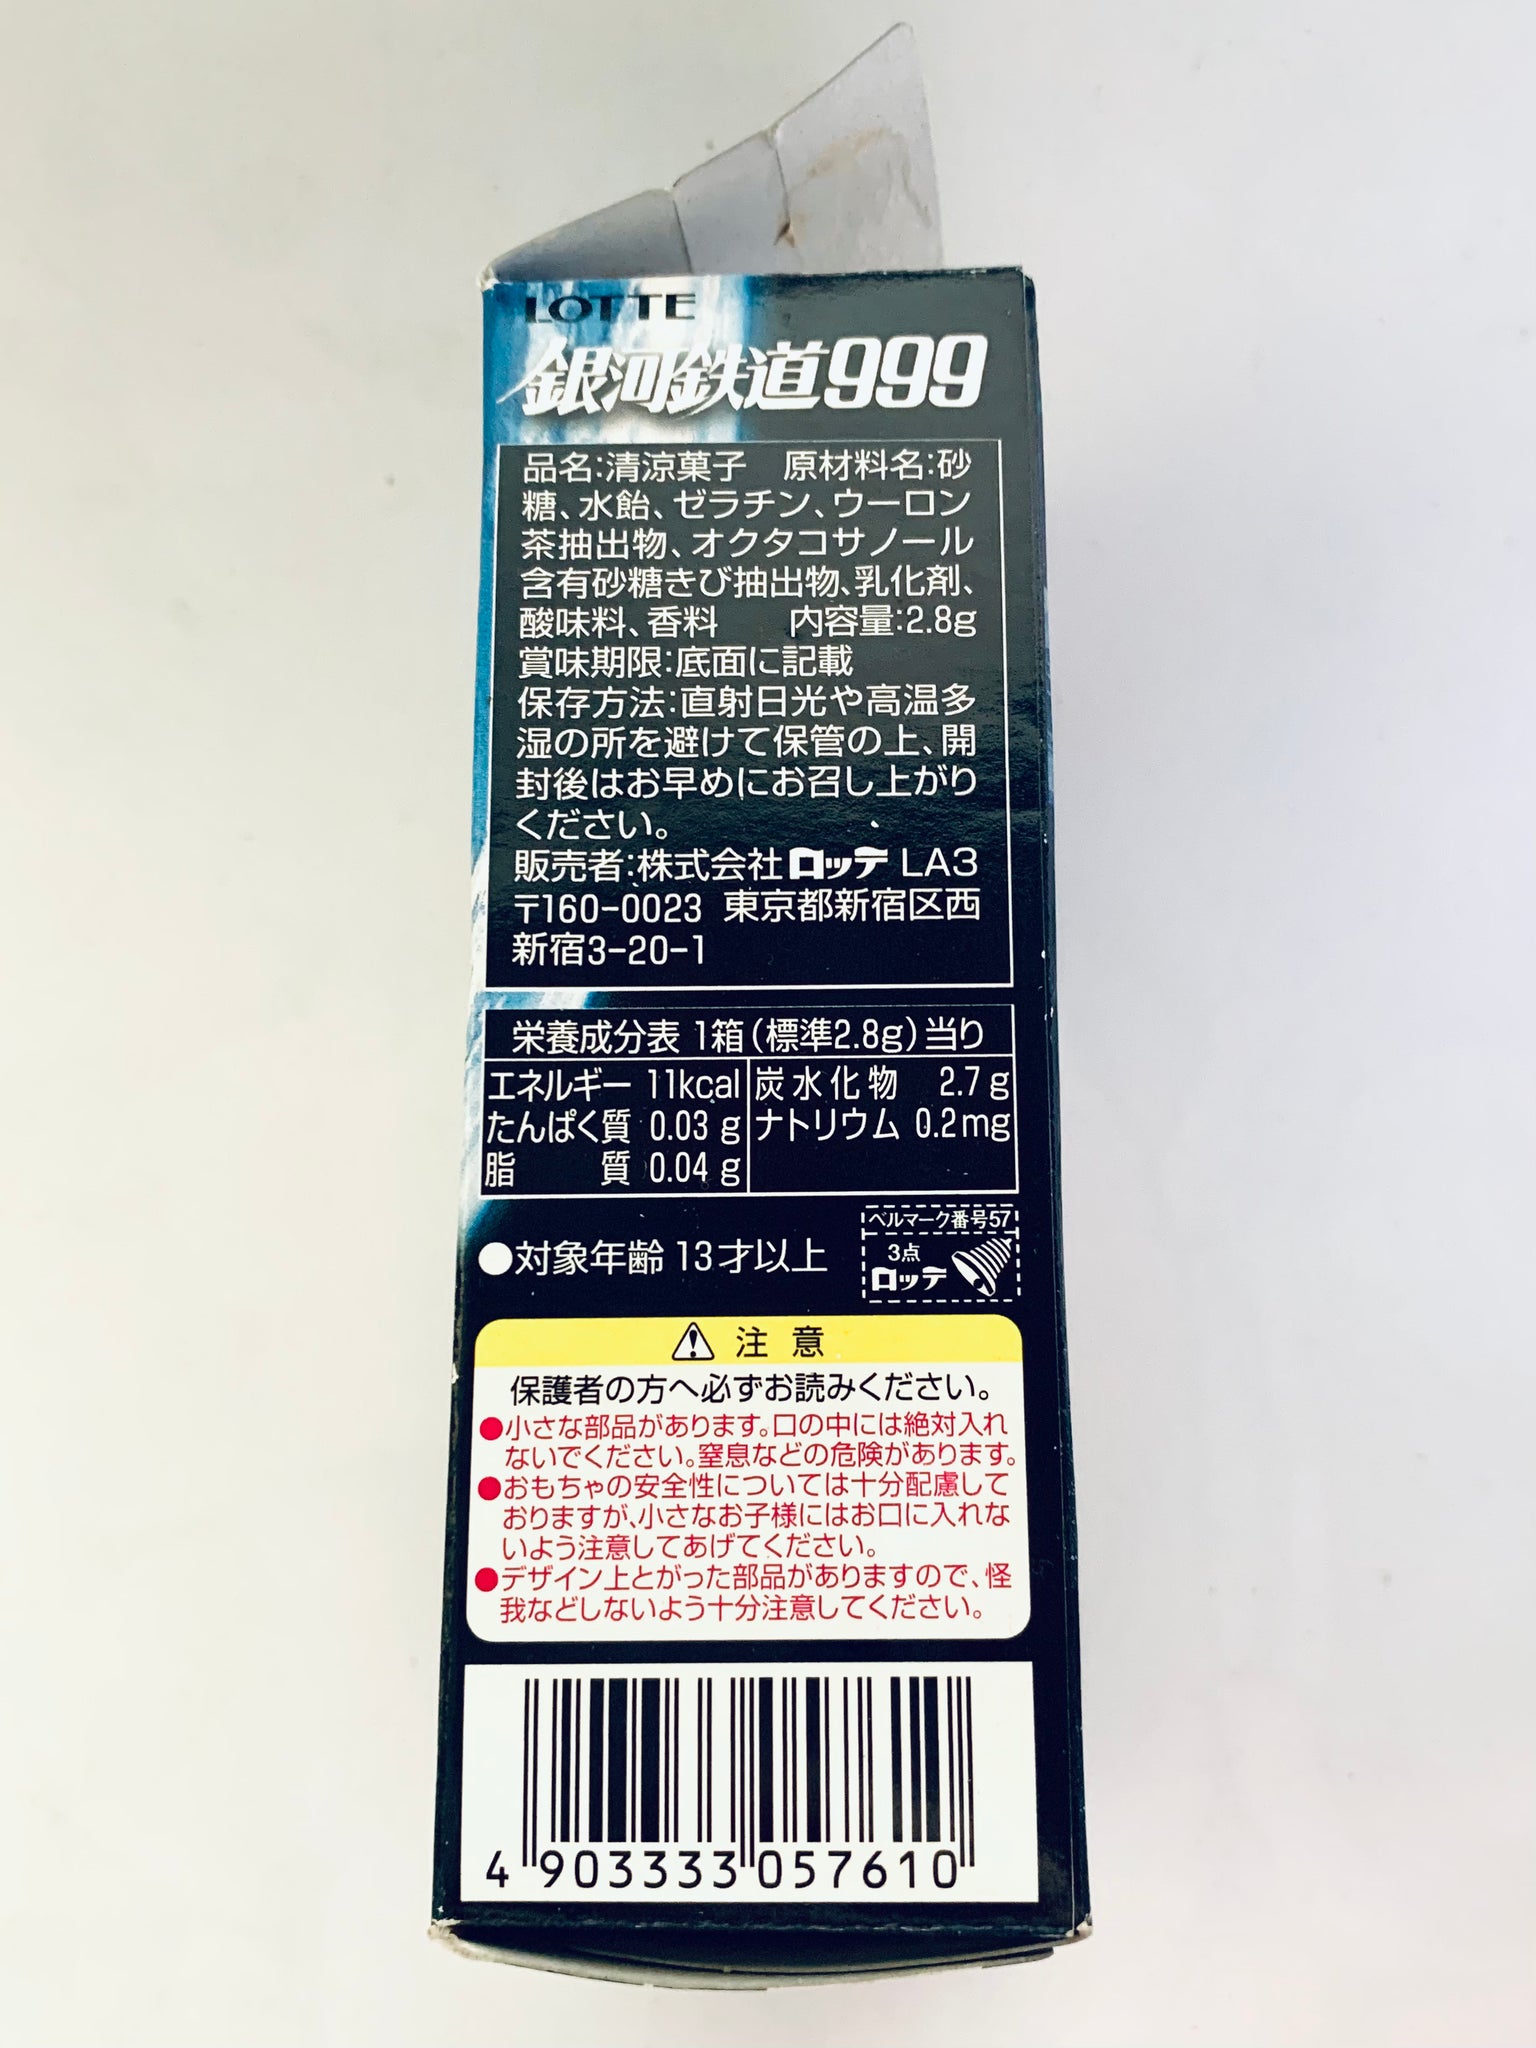 LOTTE
銀河鉄道999
品名:清涼菓子 原材料名:砂
糖、水飴、ゼラチン、ウーロン
茶抽出物、オクタコサノール
含有砂糖きび抽出物、乳化剤、
酸味料、香料 内容量:2.8g
賞味期限:底面に記載
保存方法:直射日光や高温多
湿の所を避けて保管の上、開
封後はお早めにお召し上がり
ください。
販売者:株式会社ロッテ LA3
〒160-0023 東京都新宿区西
新宿3-20-1
栄養成分表 1箱(標準2.8g)当り
エネルギー 11kcal 炭水化物 2.7g
たんぱく質 0.03g ナトリウム 0.2mg
脂質 0.04g
ベルマーク番号57
●対象年齢 13才以上
3点
ロッテ
注意
保護者の方へ必ずお読みください。
●小さな部品があります。口の中には絶対入れ
ないでください。窒息などの危険があります。
●おもちゃの安全性については十分配慮して
おりますが、小さなお子様にはお口に入れな
いよう注意してあげてください。
●デザイン上とがった部品がありますので、怪
我などしないよう十分注意してください。
4 903333 057610